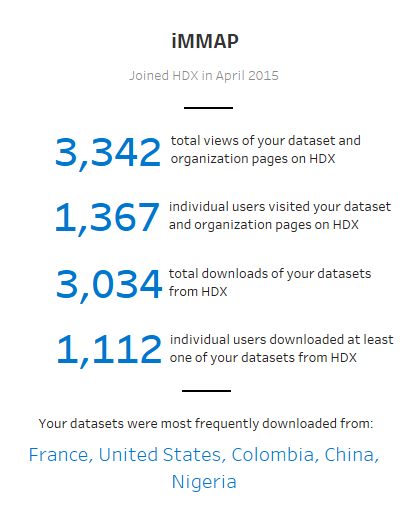 iMMAP
Joined HDX in April 2015
3,342 total views of your dataset and
organization pages on HDX
1,367 individual users visited your dataset
and organization pages on HDX
3,034 total downloads of your datasets
from HDX
1,112 individual users downloaded at least
one of your datasets from HDX
Your datasets were most frequently downloaded from:
France, United States, Colombia, China,
Nigeria